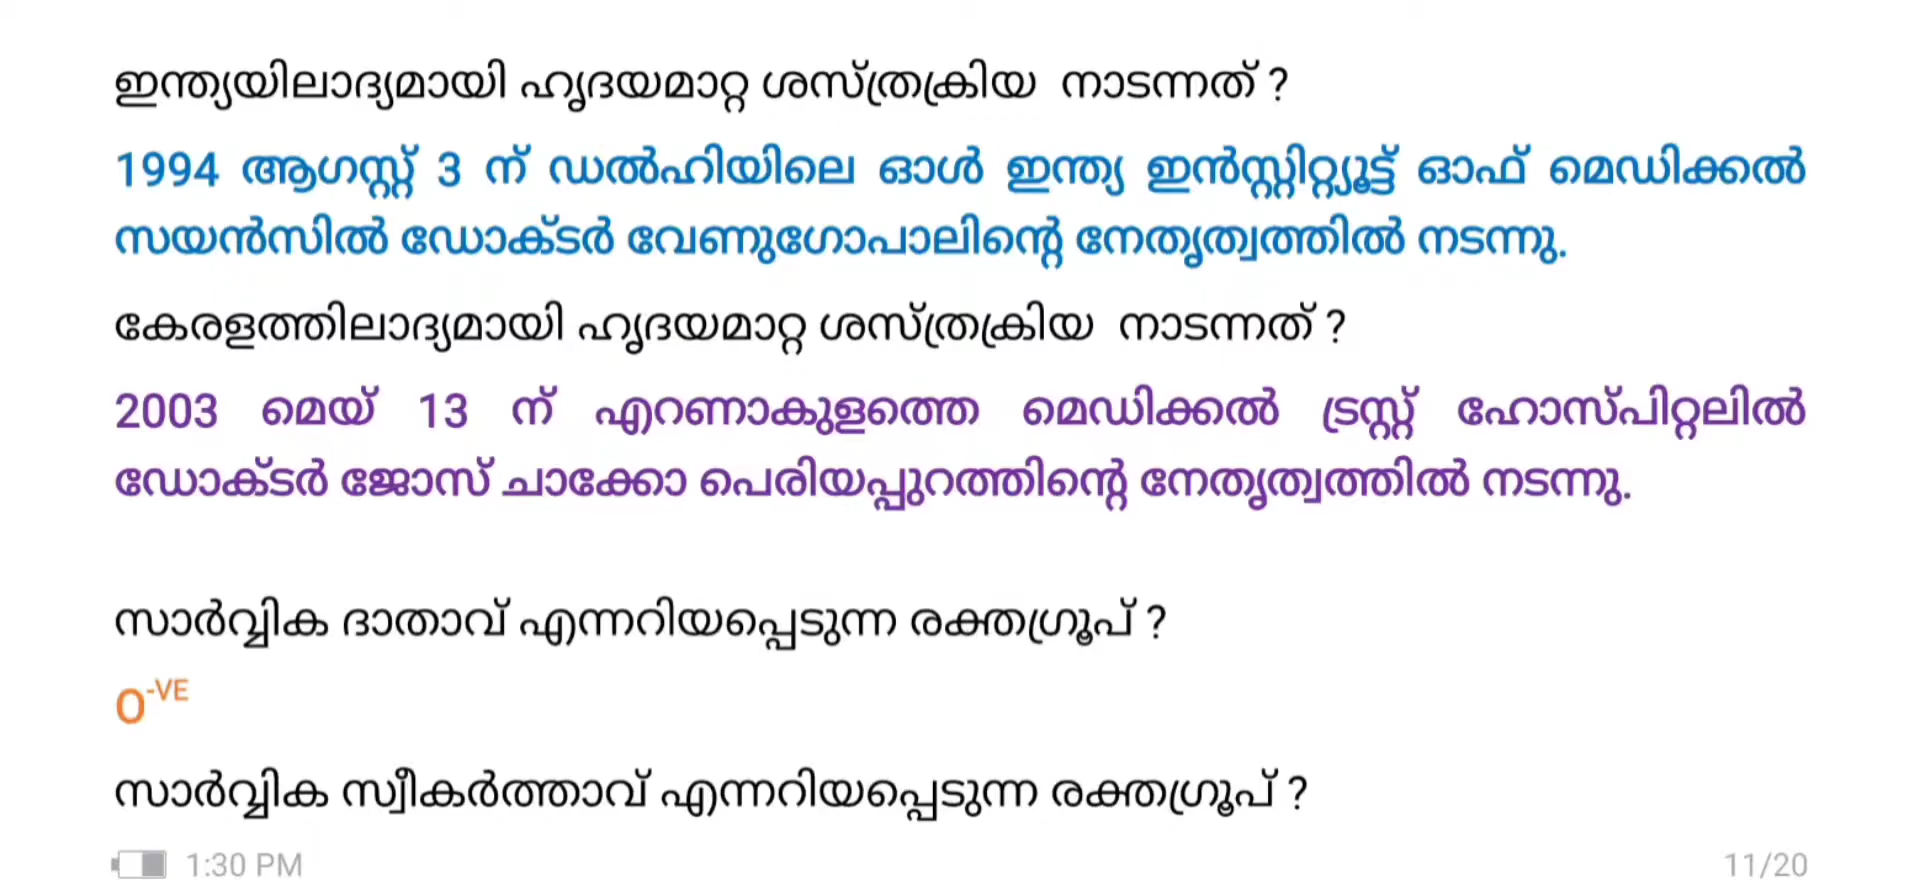 ഇന്ത്യയിലാദ്യമായി ഹൃദയമാറ്റ ശസ്ത്രക്രിയ  നാടന്നത് ?
1994 ആഗസ്റ്റ് 3 ന് ഡൽഹിയിലെ ഓൾ ഇന്ത്യ ഇൻസ്റ്റിറ്റ്യൂട്ട് ഓഫ് മെഡിക്കൽ
സയൻസിൽ ഡോക്ടർ വേണുഗോപാലിന്റെ നേതൃത്വത്തിൽ നടന്നു.
കേരളത്തിലാദ്യമായി ഹൃദയമാറ്റ ശസ്ത്രക്രിയ  നാടന്നത് ?
2003 മെയ് 13 ന് എറണാകുളത്തെ മെഡിക്കൽ ട്രസ്റ്റ് ഹോസ്പിറ്റലിൽ
ഡോക്ടർ ജോസ് ചാക്കോ പെരിയപ്പുറത്തിന്റെ നേതൃത്വത്തിൽ നടന്നു.
സാർവ്വിക ദാതാവ് എന്നറിയപ്പെടുന്ന രക്തഗ്രൂപ് ?
O-VE
സാർവ്വിക സ്വീകർത്താവ് എന്നറിയപ്പെടുന്ന രക്തഗ്രൂപ് ?
1:30 PM 11/20